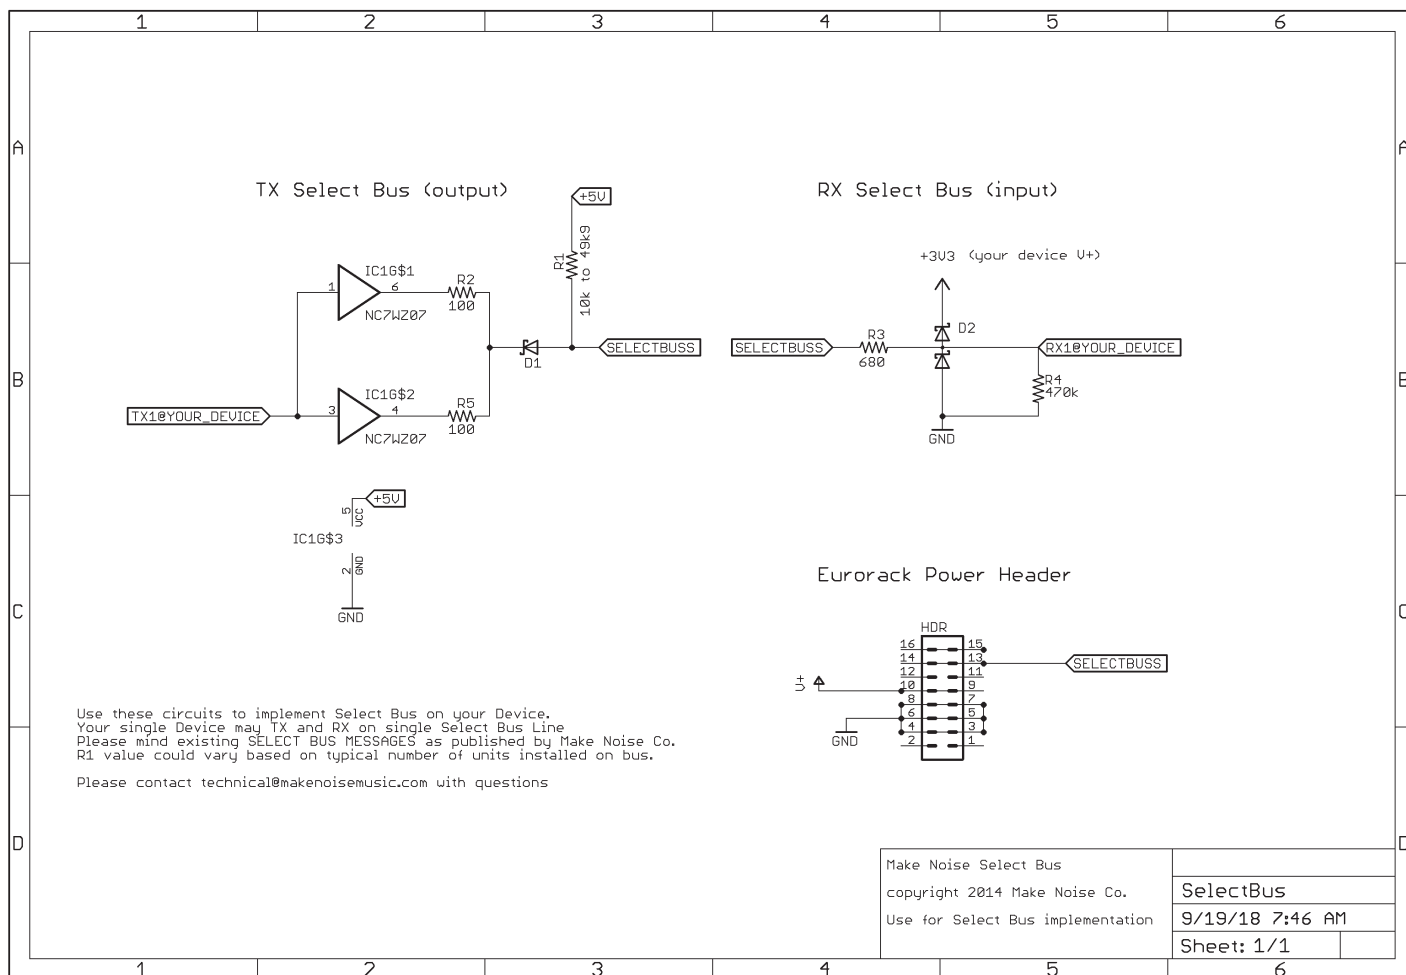 1 2 3 4 5 6
A A
TX Select Bus (output)
+5V
R1
10k to 49k9
IC1G$1
1 6
NC7WZ07
R2
100
D1
SELECTBUSS
IC1G$2
3 4
NC7WZ07
R5
100
TX1@YOUR_DEVICE
+5V
5
VCC
IC1G$3
2
GND
GND
RX Select Bus (input)
+3V3 (your device V+)
D2
SELECTBUSS
R3
680
RX1@YOUR_DEVICE
R4
470k
GND
B B
Eurorack Power Header
HDR
16 15
14 13
12 11
10 9
8 7
6 5
4 3
2 1
SELECTBUSS
V+
GND
C C
Use these circuits to implement Select Bus on your Device.
Your single Device may TX and RX on single Select Bus Line
Please mind existing SELECT BUS MESSAGES as published by Make Noise Co.
R1 value could vary based on typical number of units installed on bus.
Please contact technical@makenoisemusic.com with questions
D D
Make Noise Select Bus
copyright 2014 Make Noise Co.
Use for Select Bus implementation
SelectBus
9/19/18 7:46 AM
Sheet: 1/1
1 2 3 4 5 6